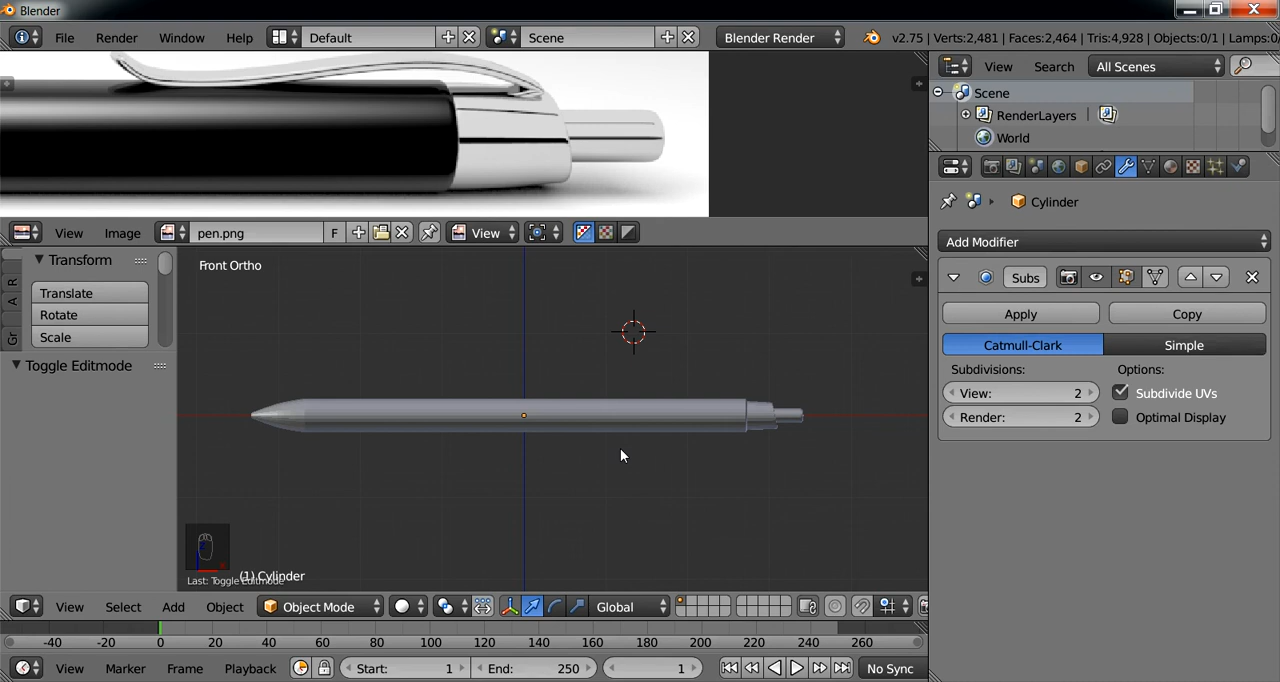 Blender
File Render Window Help Default Scene Blender Render v2.75 | Verts:2,481 | Faces:2,464 | Tris:4,928 | Objects:0/1 | Lamps:0/
View Search All Scenes
Scene
RenderLayers |
World
Cylinder
View Image pen.png F View
Add Modifier
Subs
Apply Copy
Catmull-Clark Simple
Subdivisions: Options:
View: 2 Subdivide UVs
Render: 2 Optimal Display
Transform
Translate
Rotate
Scale
Toggle Editmode
R
A
Gr
Front Ortho
(1) Cylinder
View Select Add Object Object Mode Global
-40 -20 0 20 40 60 80 100 120 140 160 180 200 220 240 260
View Marker Frame Playback Start: 1 End: 250 1 No Sync